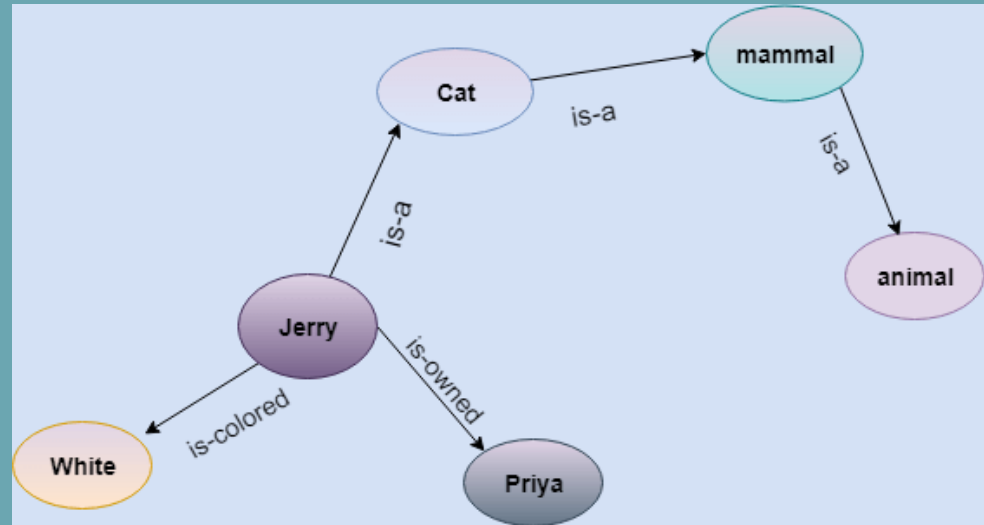 mammal
Cat
is-a
is-a
is-a
animal
Jerry
is-owned
is-colored
White
Priya